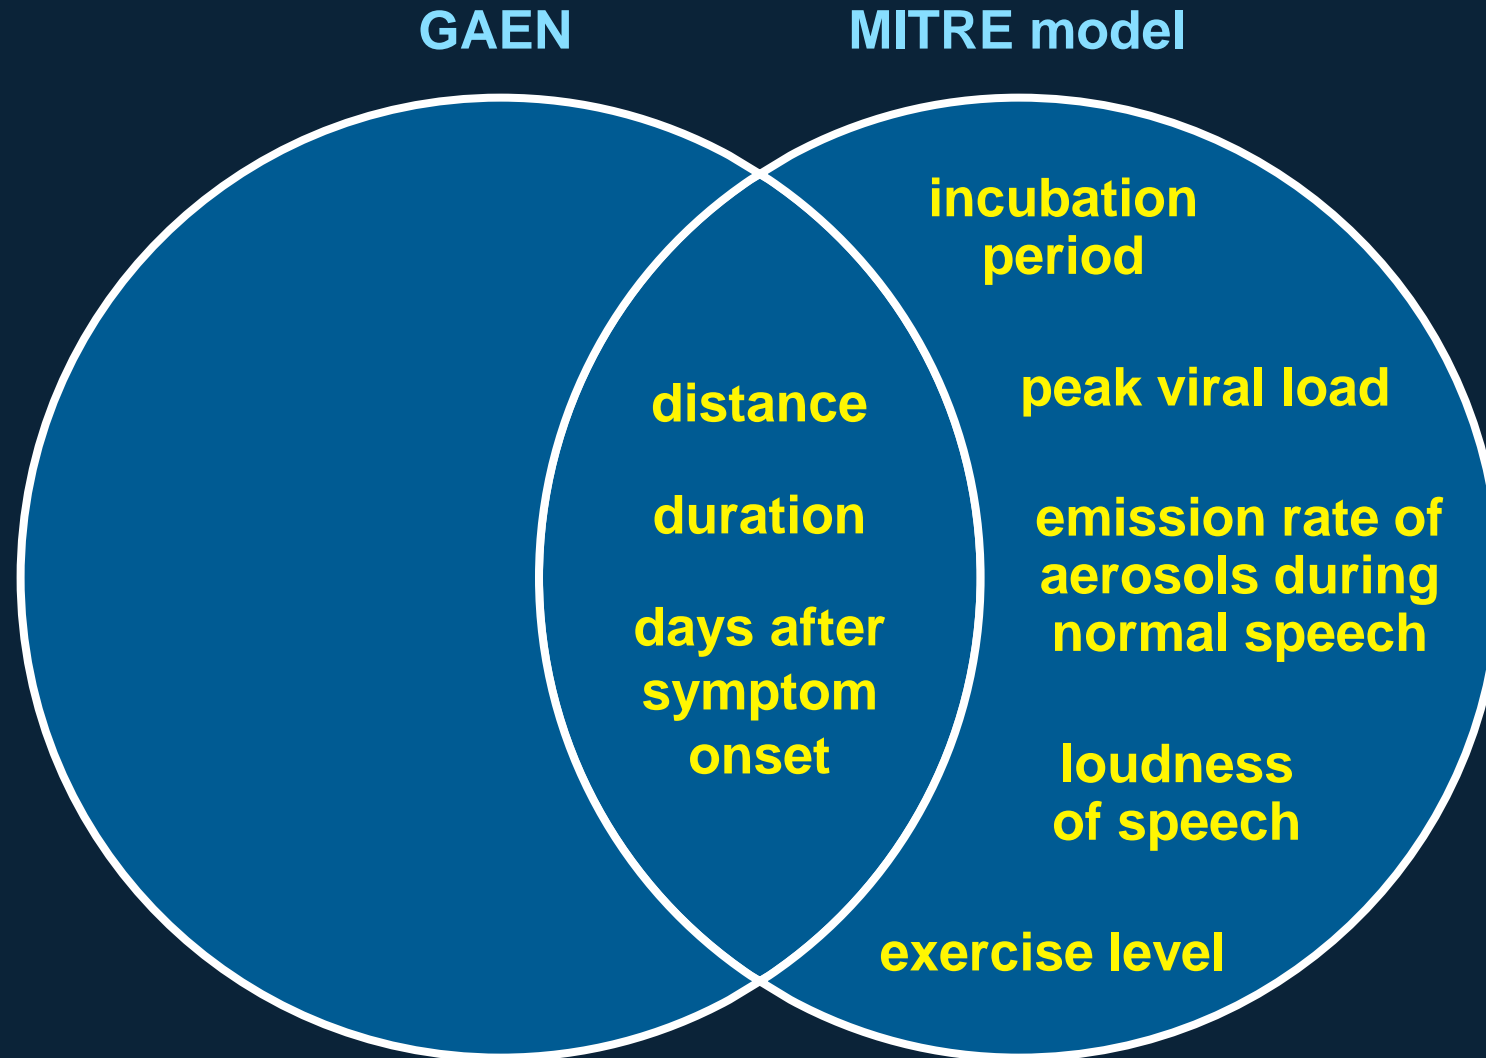 GAEN
MITRE model
distance
duration
days after
symptom
onset
incubation
period
peak viral load
emission rate of
aerosols during
normal speech
loudness
of speech
exercise level